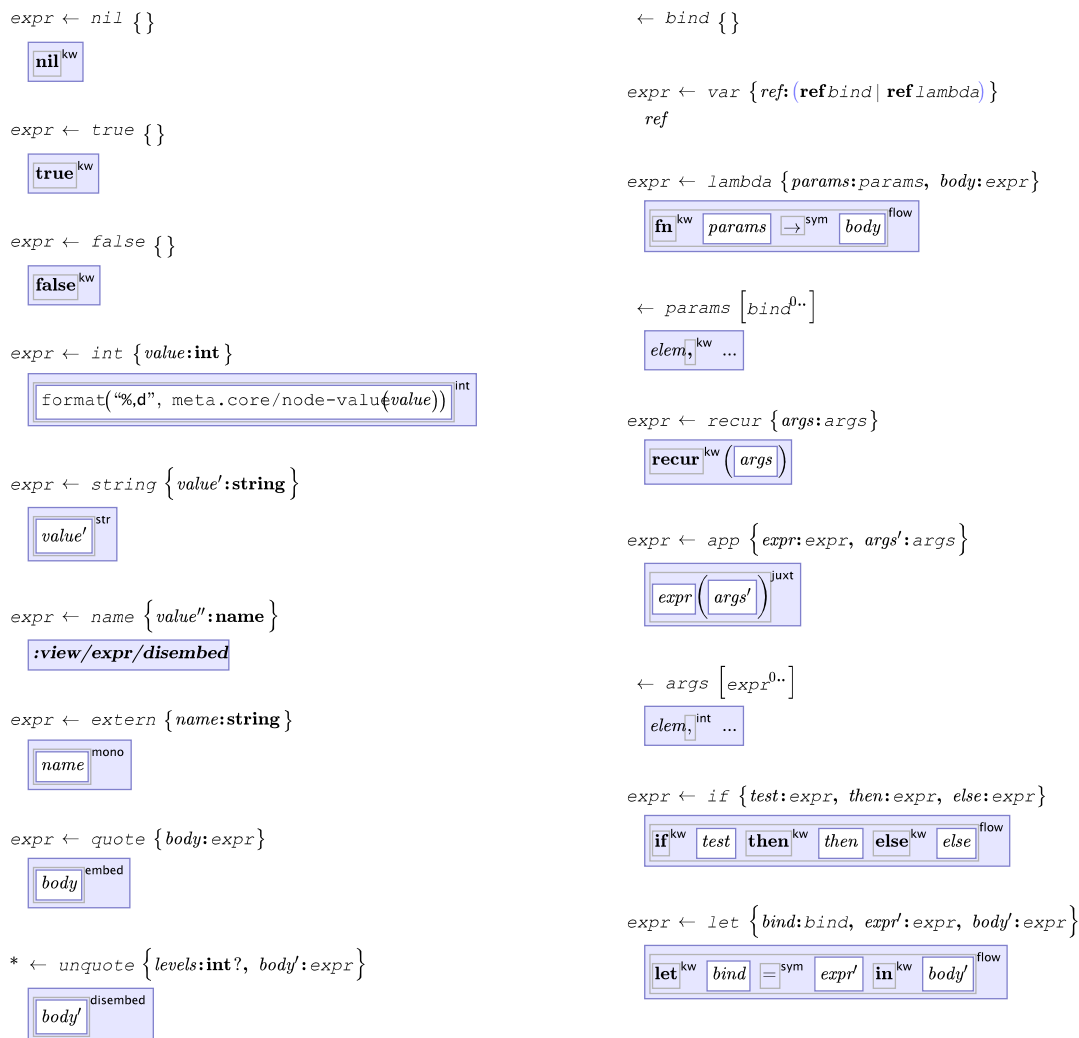 expr ← nil {}
nil kw
expr ← true {}
true kw
expr ← false {}
false kw
expr ← int {value:int}
format(“%,d”, meta.core/node-value(value)) int
expr ← string {value′:string}
value′ str
expr ← name {value″:name}
:view/expr/disembed
expr ← extern {name:string}
name mono
expr ← quote {body:expr}
body embed
* ← unquote {levels:int?, body′:expr}
body′ disembed
← bind {}
expr ← var {ref:(ref bind | ref lambda)}
ref
expr ← lambda {params:params, body:expr}
fn kw params → sym body flow
← params [bind0..]
elem, kw ...
expr ← recur {args:args}
recur kw (args)
expr ← app {expr:expr, args′:args}
expr(args′) juxt
← args [expr0..]
elem, int ...
expr ← if {test:expr, then:expr, else:expr}
if kw test then kw then else kw else flow
expr ← let {bind:bind, expr′:expr, body′:expr}
let kw bind = sym expr′ in kw body′ flow